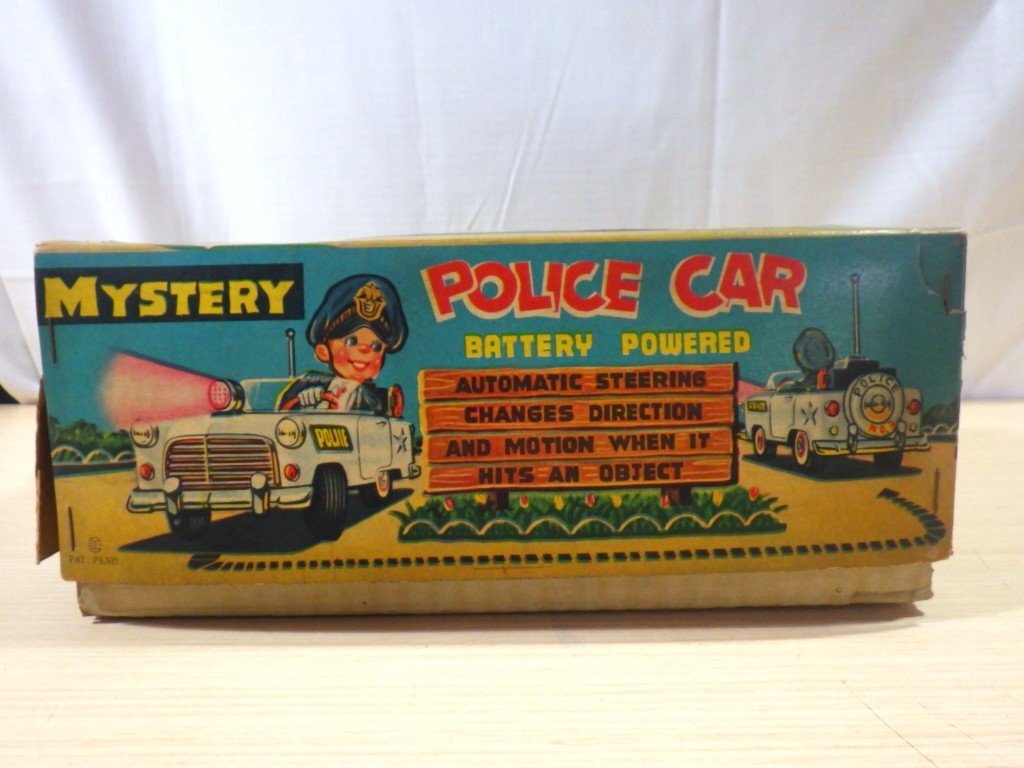 MYSTERY
POLICE CAR
BATTERY POWERED
AUTOMATIC STEERING
CHANGES DIRECTION
AND MOTION WHEN IT
HITS AN OBJECT
POLICE
POLICE
PAT. PEND.